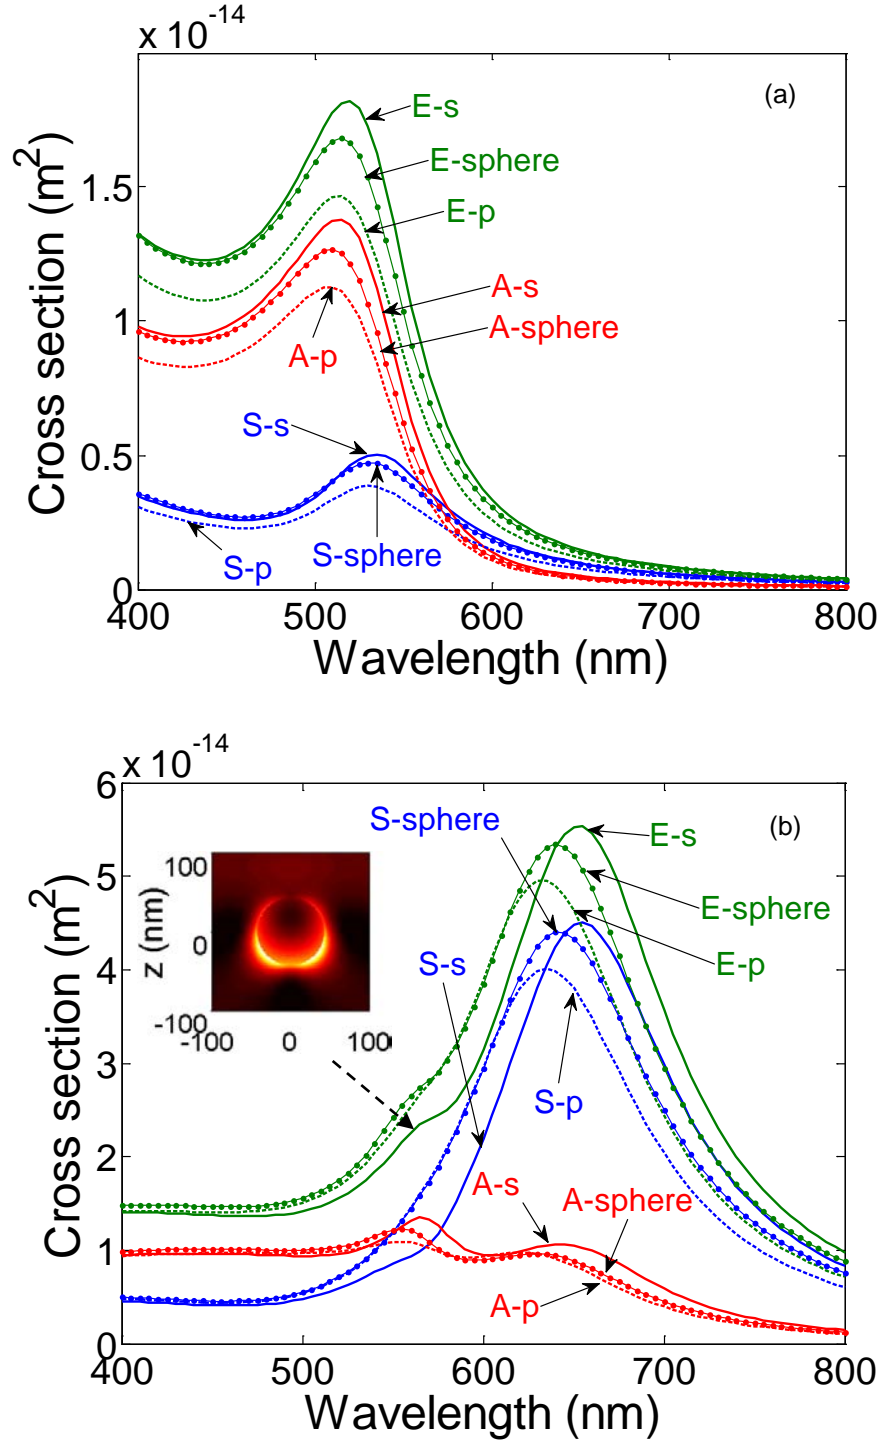 x 10^-14
(a)
E-s
E-sphere
E-p
A-s
A-sphere
A-p
S-s
S-sphere
S-p
Cross section (m^2)
1.5
1
0.5
0
400 500 600 700 800
Wavelength (nm)
x 10^-14
(b)
S-sphere
E-s
E-sphere
E-p
S-s
S-p
A-s
A-sphere
A-p
100
0
-100
z (nm)
-100 0 100
Cross section (m^2)
6
5
4
3
2
1
0
400 500 600 700 800
Wavelength (nm)